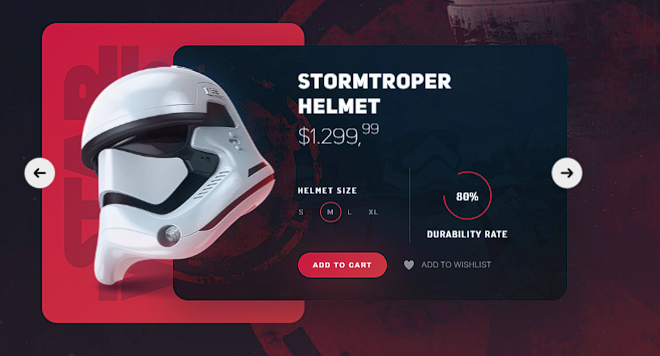 STAR
STORMTROPER
HELMET
$1.299,99
HELMET SIZE
S M L XL
80%
DURABILITY RATE
ADD TO CART
ADD TO WISHLIST